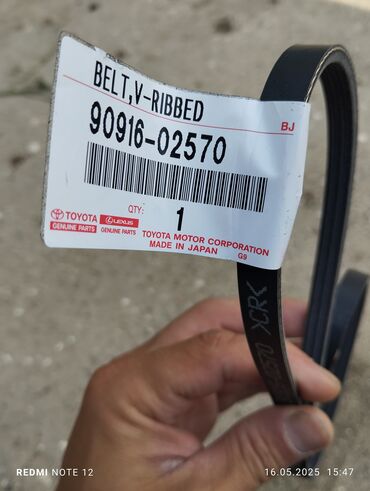 BELT,V-RIBBED
BJ
90916-02570
QTY:
1
TOYOTA
GENUINE PARTS
LEXUS
GENUINE PARTS
TOYOTA MOTOR CORPORATION
MADE IN JAPAN
G9
REDMI NOTE 12
16.05.2025 15:47